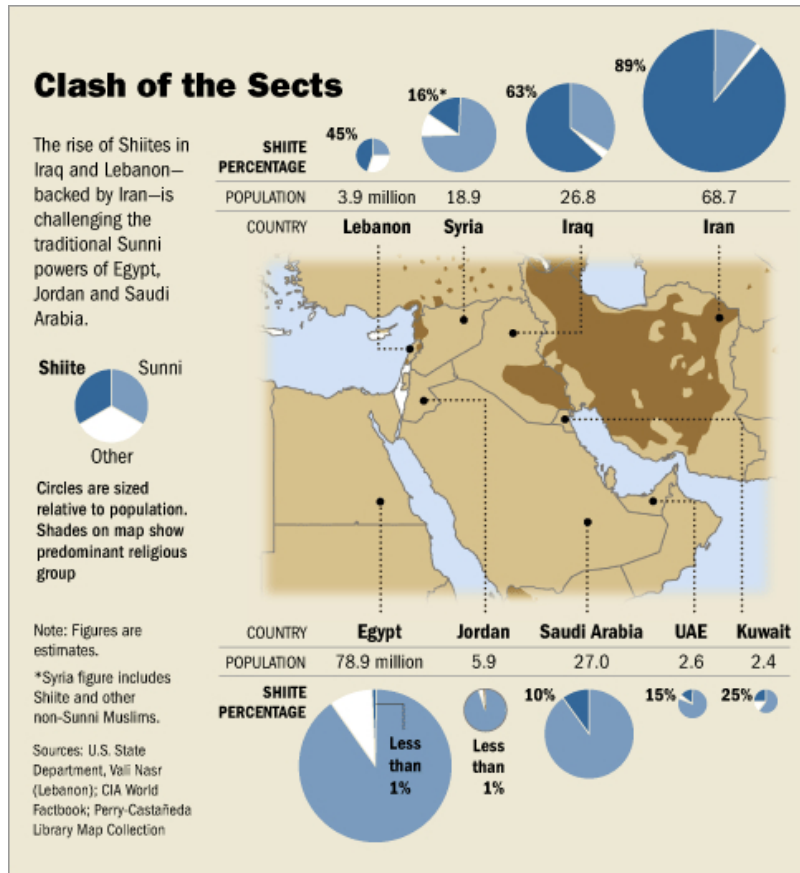 Clash of the Sects
The rise of Shiites in
Iraq and Lebanon—
backed by Iran—is
challenging the
traditional Sunni
powers of Egypt,
Jordan and Saudi
Arabia.
Shiite Sunni
Other
Circles are sized
relative to population.
Shades on map show
predominant religious
group
Note: Figures are
estimates.
*Syria figure includes
Shiite and other
non-Sunni Muslims.
Sources: U.S. State
Department, Vali Nasr
(Lebanon); CIA World
Factbook; Perry-Castañeda
Library Map Collection
SHIITE
PERCENTAGE
45% 16%* 63% 89%
POPULATION 3.9 million 18.9 26.8 68.7
COUNTRY Lebanon Syria Iraq Iran
COUNTRY Egypt Jordan Saudi Arabia UAE Kuwait
POPULATION 78.9 million 5.9 27.0 2.6 2.4
SHIITE
PERCENTAGE
Less
than
1%
Less
than
1%
10% 15% 25%